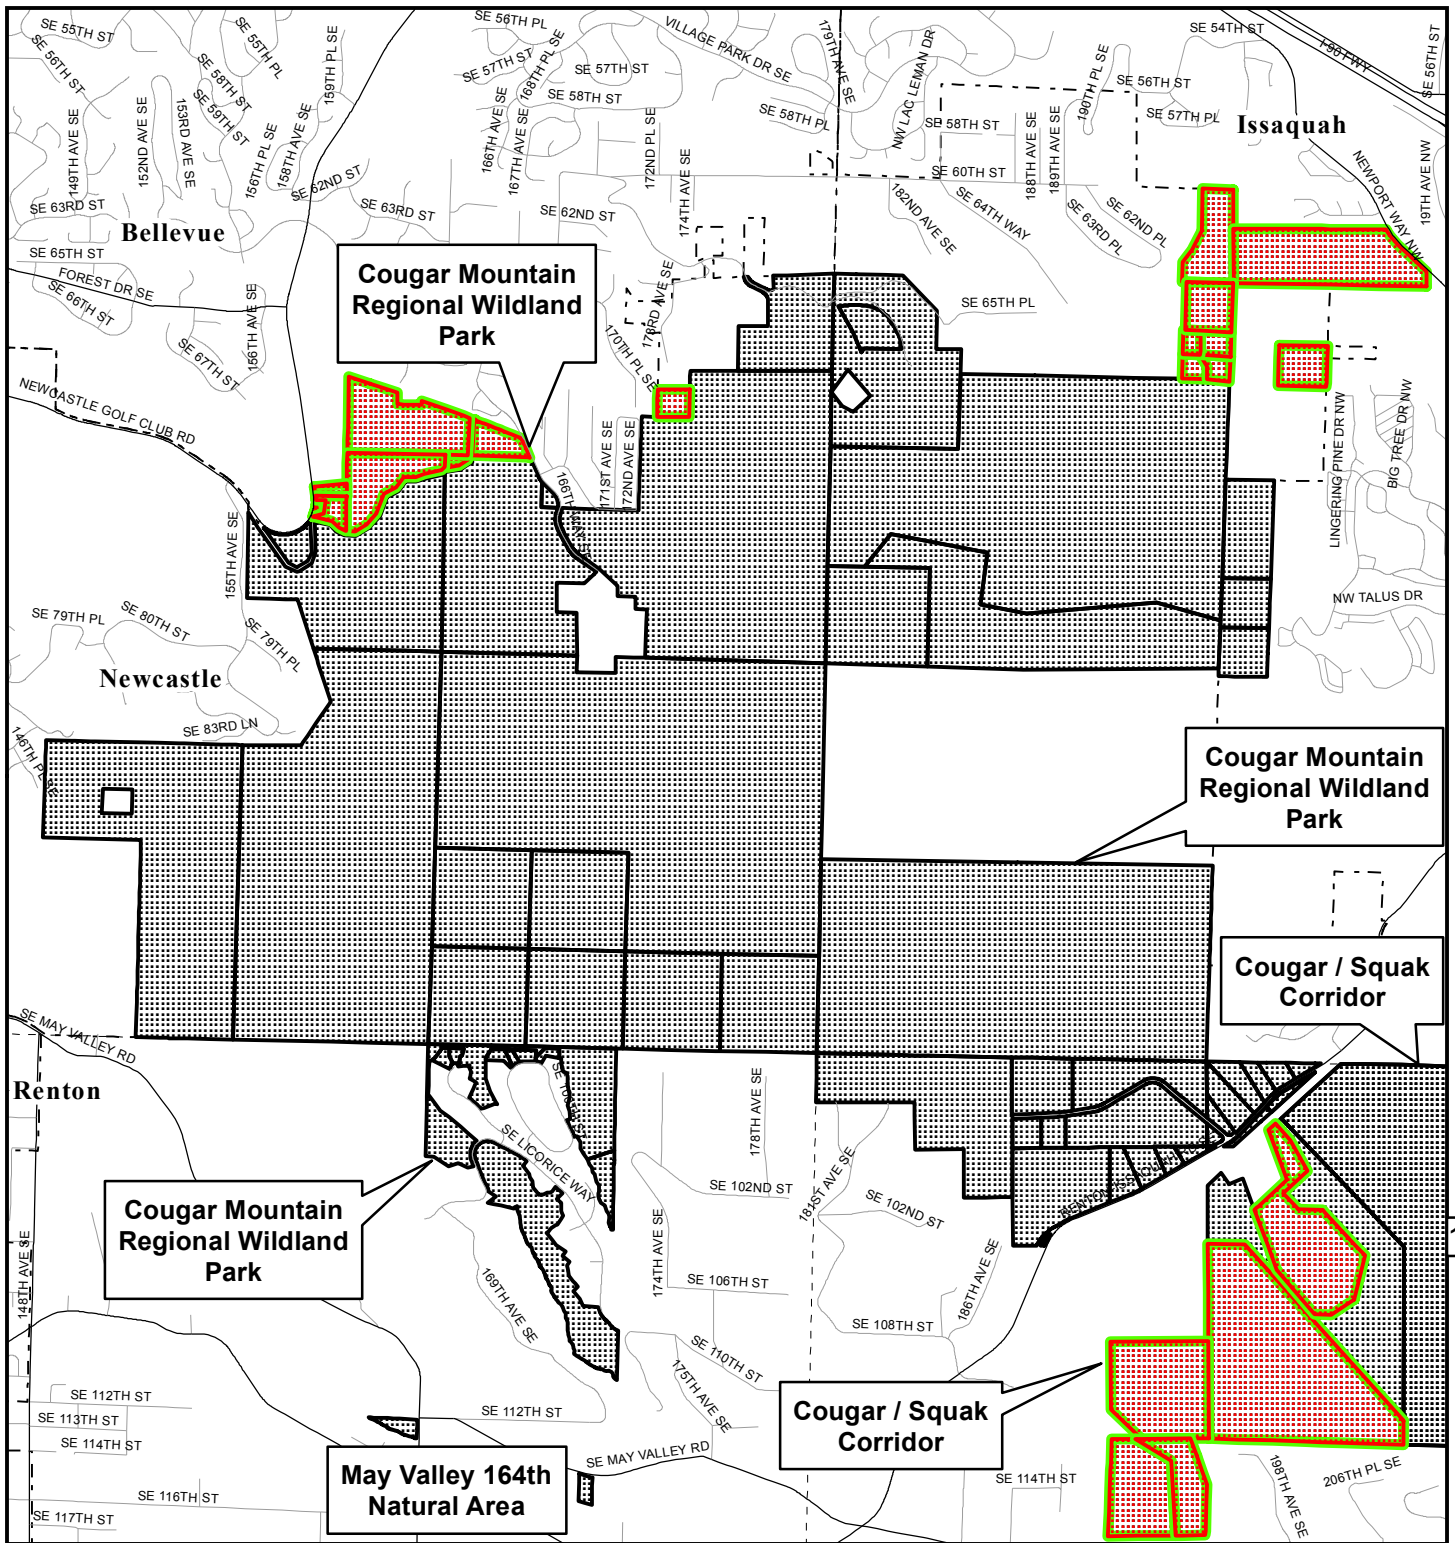 SE 55TH ST
SE 56TH ST
SE 55TH PL
SE 56TH ST
SE 59TH ST
159TH PL SE
149TH AVE SE
152ND AVE SE
153RD AVE SE
156TH PL SE
158TH AVE SE
SE 62ND ST
SE 63RD ST
SE 63RD ST
Bellevue
SE 65TH ST
FOREST DR SE
SE 66TH ST
SE 67TH ST
156TH AVE SE
NEWCASTLE GOLF CLUB RD
SE 56TH PL
SE 57TH ST
168TH PL SE
SE 57TH ST
SE 58TH ST
166TH AVE SE
167TH AVE SE
VILLAGE PARK DR SE
179TH AVE SE
SE 58TH PL
NW LAC LEMAN DR
172ND PL SE
174TH AVE SE
SE 62ND ST
178RD AVE SE
170TH PL SE
171ST AVE SE
172ND AVE SE
166TH WAY SE
SE 54TH ST
I-90 FWY
SE 56TH ST
190TH PL SE
SE 56TH ST
SE 57TH PL
SE 58TH ST
Issaquah
188TH AVE SE
189TH AVE SE
SE 60TH ST
182ND AVE SE
SE 64TH WAY
SE 63RD PL
SE 62ND PL
NEWPORT WAY NW
19TH AVE NW
SE 65TH PL
LINGERING PINE DR NW
BIG TREE DR NW
NW TALUS DR
Cougar Mountain
Regional Wildland
Park
155TH AVE SE
SE 79TH PL
SE 80TH ST
SE 79TH PL
Newcastle
SE 83RD LN
146TH PL SE
Cougar Mountain
Regional Wildland
Park
Cougar / Squak
Corridor
SE MAY VALLEY RD
Renton
SE 100TH ST
SE LICORICE WAY
178TH AVE SE
SE 102ND ST
174TH AVE SE
181ST AVE SE
SE 102ND ST
RENTON ISSAQUAH RD SE
Cougar Mountain
Regional Wildland
Park
148TH AVE SE
169TH AVE SE
SE 106TH ST
186TH AVE SE
SE 108TH ST
SE 110TH ST
175TH AVE SE
SE 112TH ST
SE 113TH ST
SE 114TH ST
SE 112TH ST
Cougar / Squak
Corridor
SE MAY VALLEY RD
May Valley 164th
Natural Area
SE 116TH ST
SE 117TH ST
SE 114TH ST
198TH AVE SE
206TH PL SE